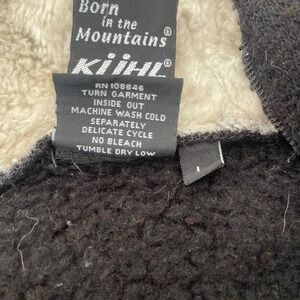 Born
in the
Mountains®
KÜHL®
RN 108846
TURN GARMENT
INSIDE OUT
MACHINE WASH COLD
SEPARATELY
DELICATE CYCLE
NO BLEACH
TUMBLE DRY LOW